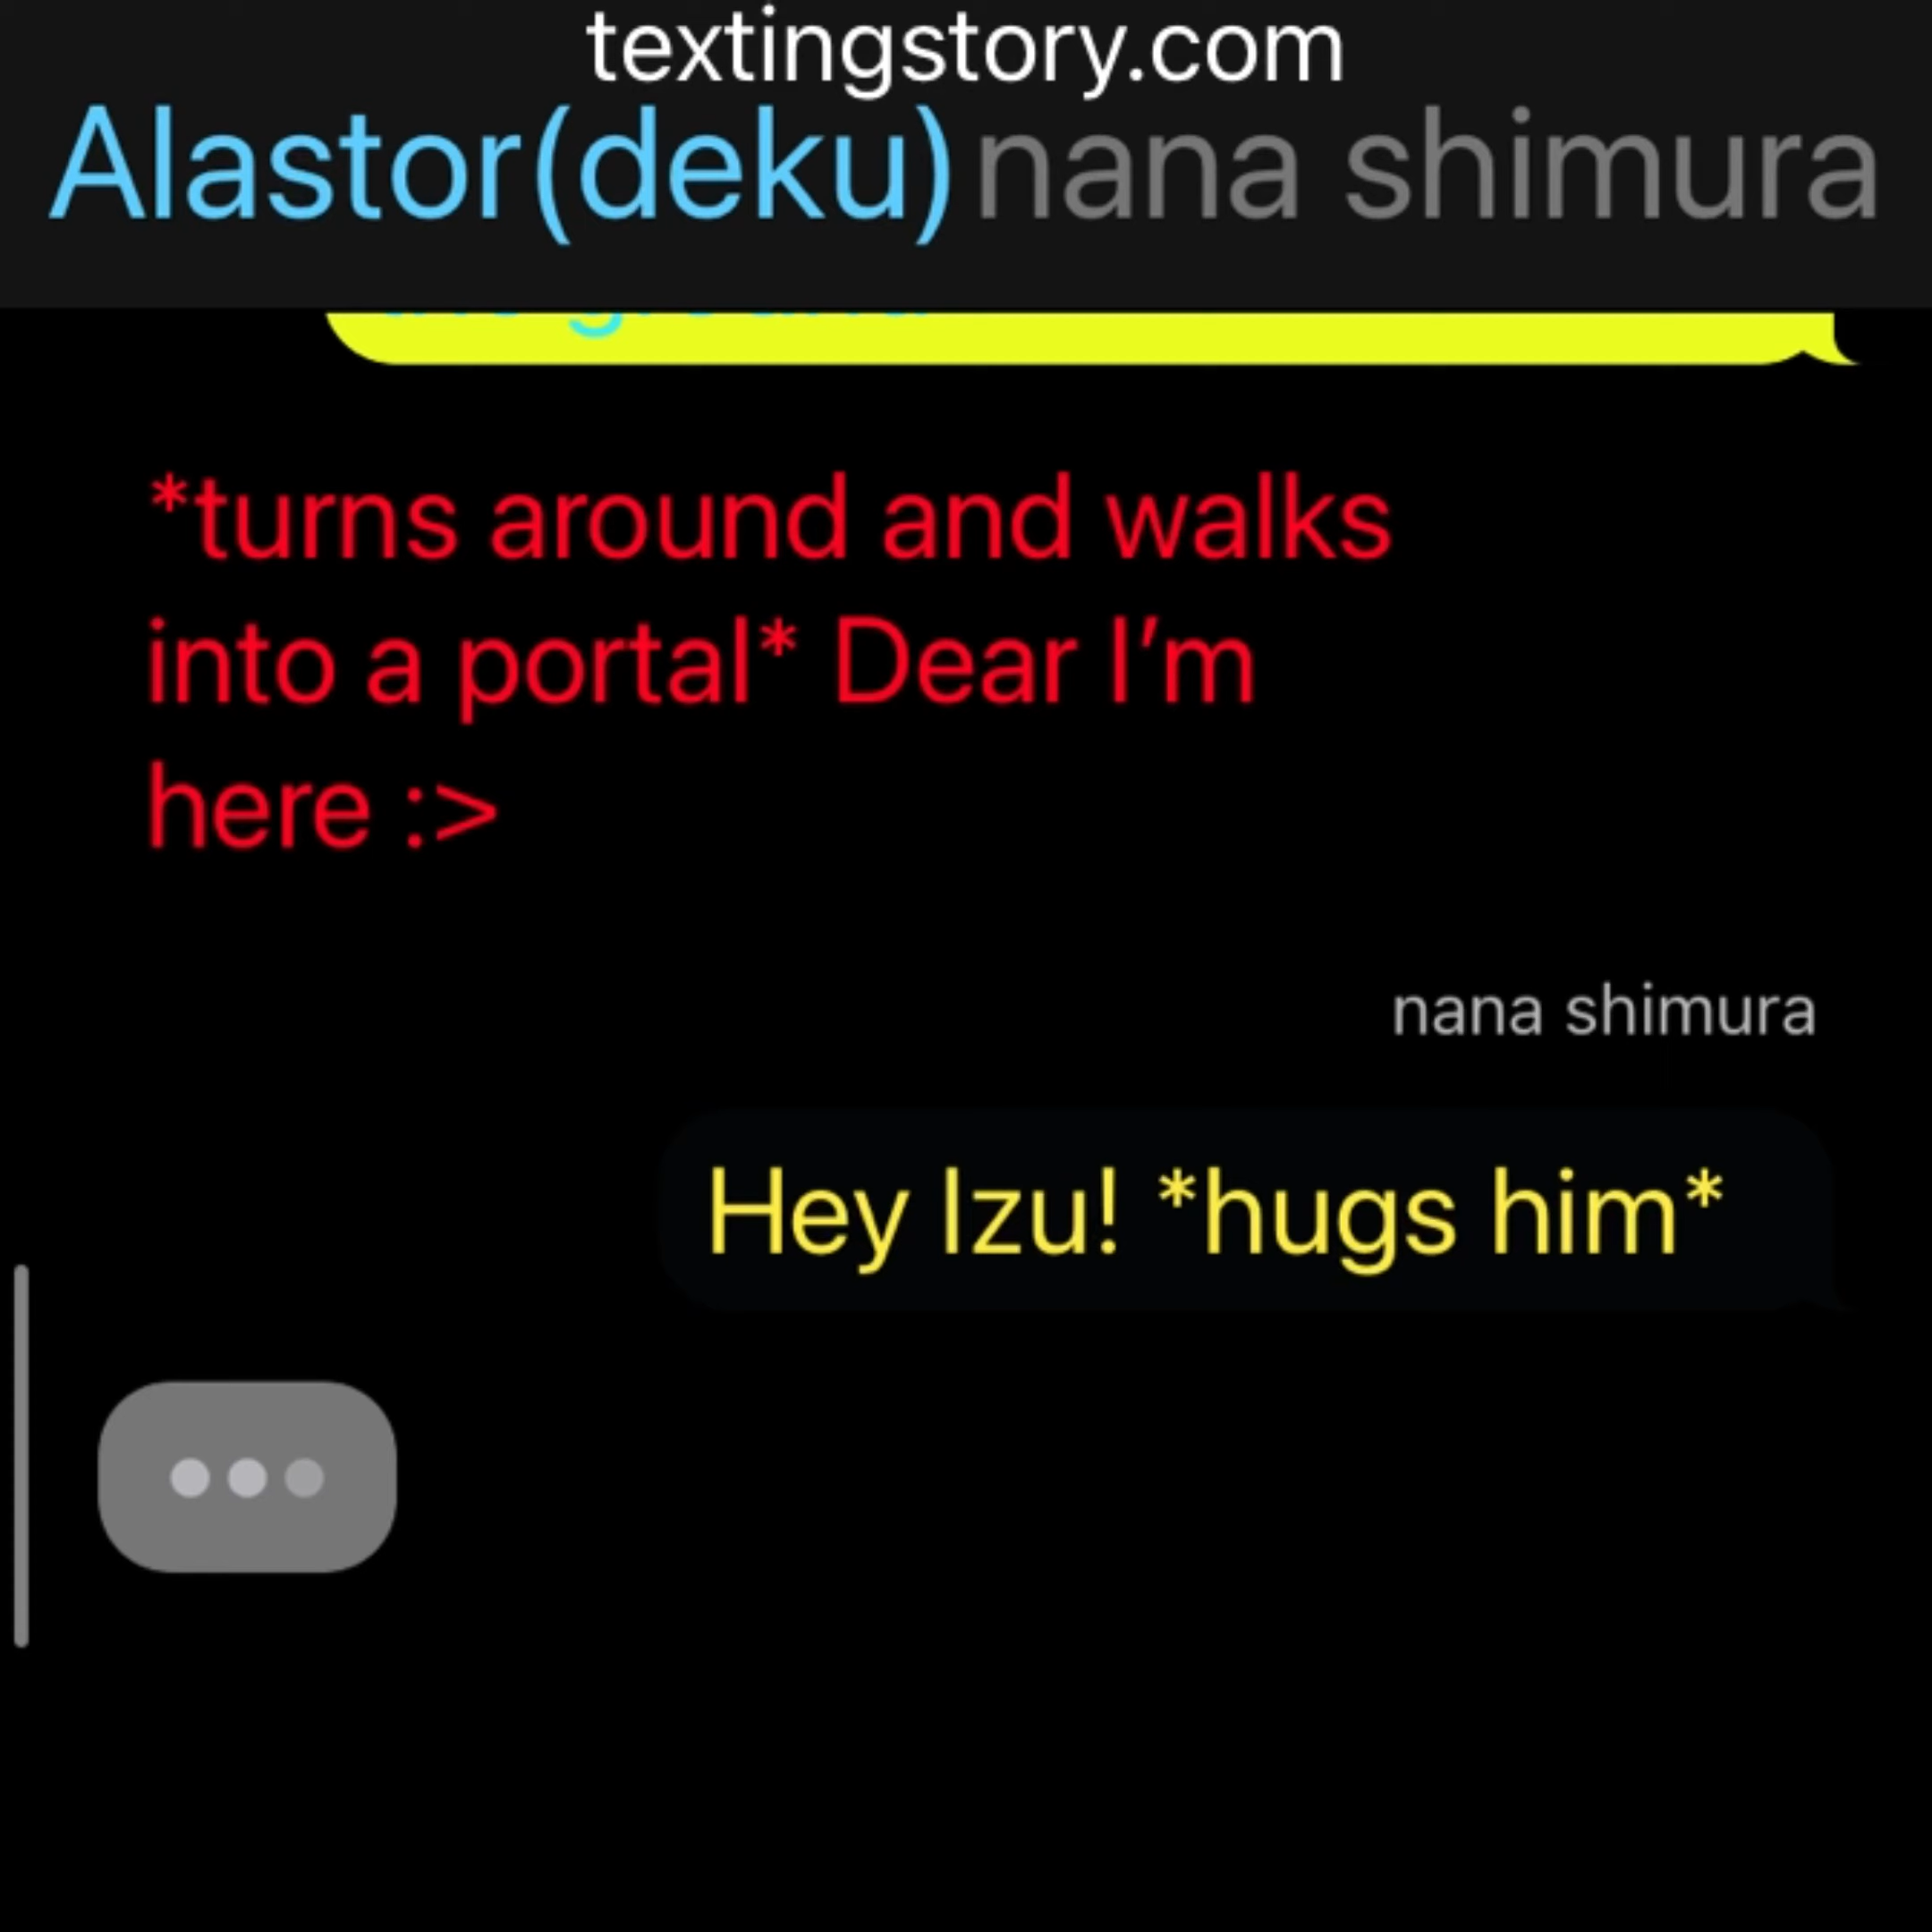 textingstory.com
Alastor(deku) nana shimura
*turns around and walks
into a portal* Dear I’m
here :>
nana shimura
Hey Izu! *hugs him*